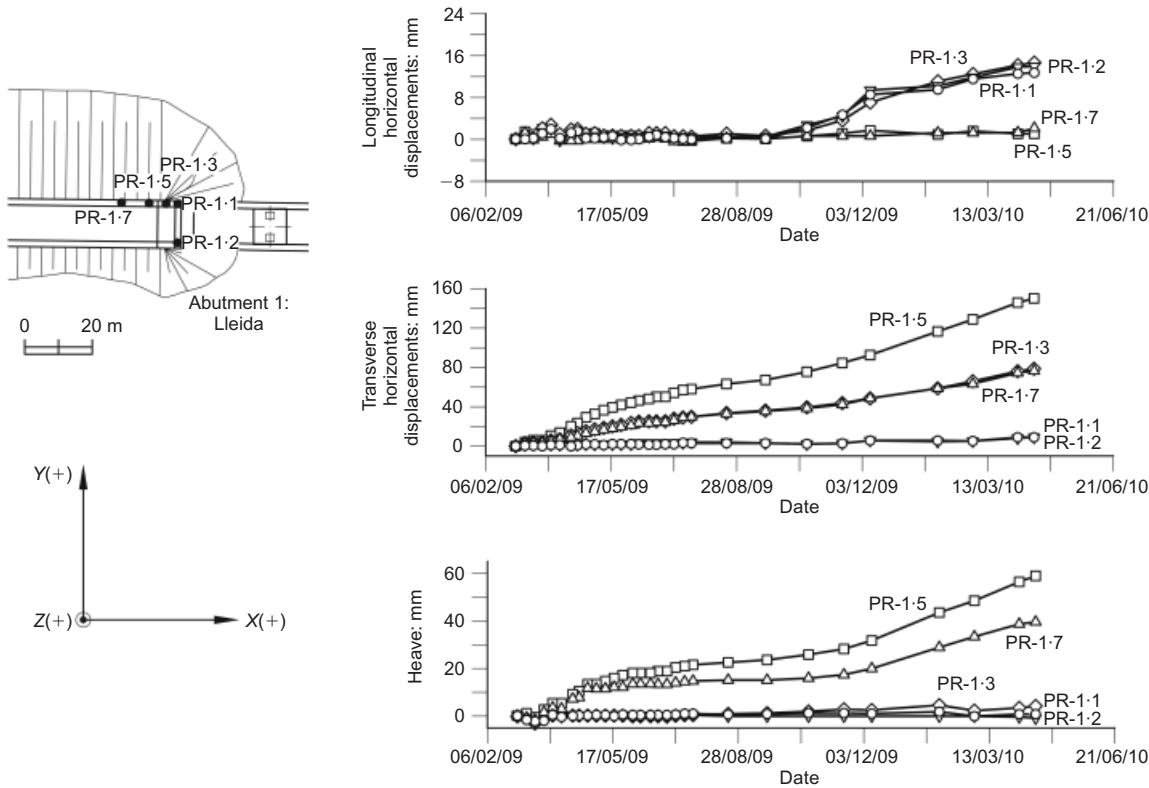 PR-1·3
PR-1·5
PR-1·1
PR-1·7
PR-1·2
Abutment 1:
Lleida
0 20 m
Y(+)
Z(+)
X(+)
Longitudinal
horizontal
displacements: mm
24
16
8
0
−8
PR-1·3
PR-1·2
PR-1·1
PR-1·7
PR-1·5
06/02/09 17/05/09 28/08/09 03/12/09 13/03/10 21/06/10
Date
Transverse
horizontal
displacements: mm
160
120
80
40
0
PR-1·5
PR-1·3
PR-1·7
PR-1·1
PR-1·2
06/02/09 17/05/09 28/08/09 03/12/09 13/03/10 21/06/10
Date
Heave: mm
60
40
20
0
PR-1·5
PR-1·7
PR-1·3
PR-1·1
PR-1·2
06/02/09 17/05/09 28/08/09 03/12/09 13/03/10 21/06/10
Date